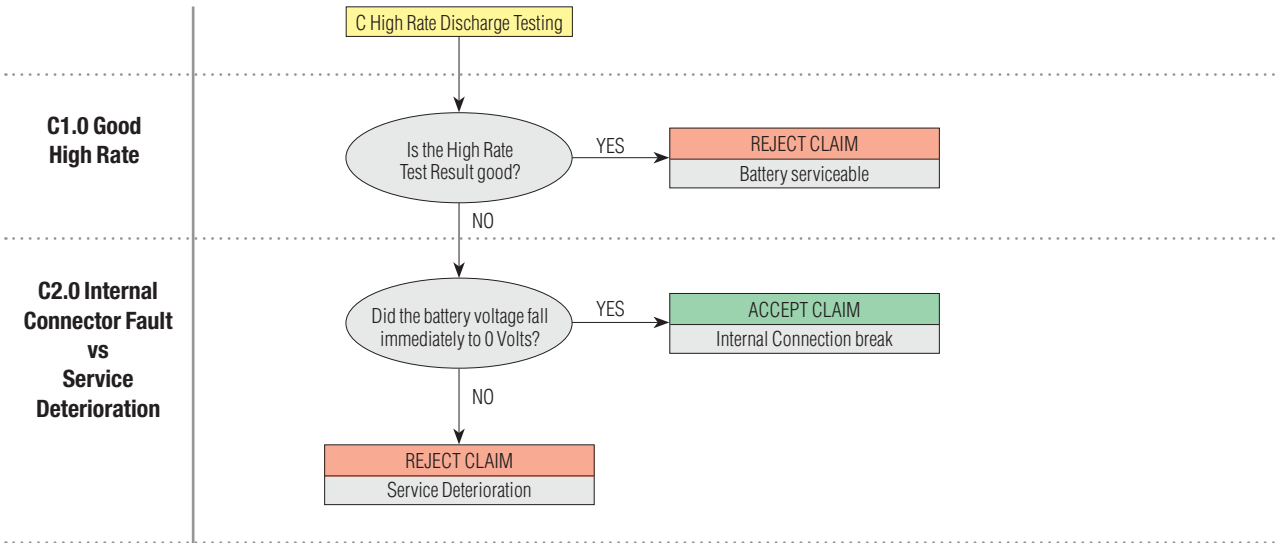 C High Rate Discharge Testing
C1.0 Good
High Rate
Is the High Rate
Test Result good?
YES
REJECT CLAIM
Battery serviceable
NO
C2.0 Internal
Connector Fault
vs
Service
Deterioration
Did the battery voltage fall
immediately to 0 Volts?
YES
ACCEPT CLAIM
Internal Connection break
NO
REJECT CLAIM
Service Deterioration